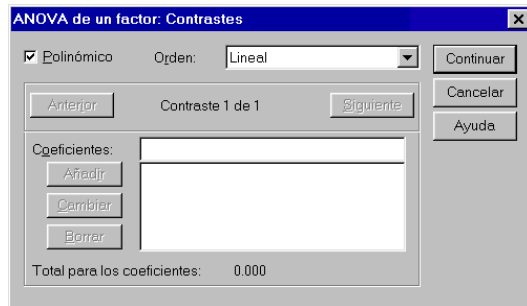 ANOVA de un factor: Contrastes
Polinómico Orden: Lineal Continuar
Cancelar
Anterior Contraste 1 de 1 Siguiente
Ayuda
Coeficientes:
Añadir
Cambiar
Borrar
Total para los coeficientes: 0.000